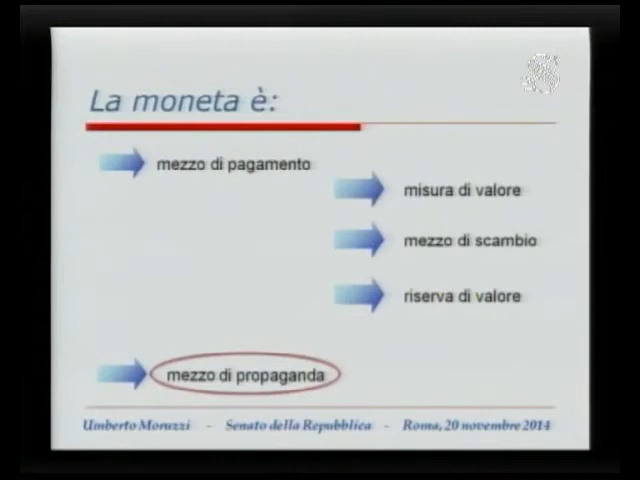 La moneta è:
mezzo di pagamento
misura di valore
mezzo di scambio
riserva di valore
mezzo di propaganda
Umberto Moruzzi - Senato della Repubblica - Roma, 20 novembre 2014